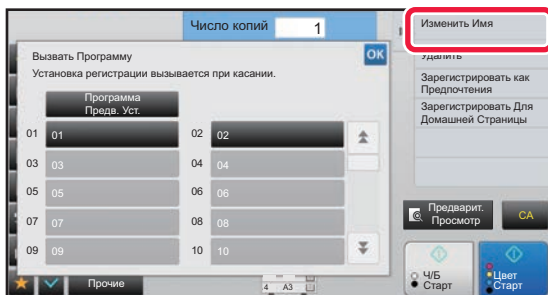 Число копий 1
Изменить Имя
Вызвать Программу
OK
Установка регистрации вызывается при касании.
Удалить
Зарегистрировать как
Предпочтения
Зарегистрировать Для
Домашней Страницы
Программа
Предв. Уст.
01 01 02 02
03 03 04 04
05 05 06 06
07 07 08 08
09 09 10 10
Предварит.
Просмотр
CA
Прочие
4 A3
Ч/Б
Старт
Цвет
Старт